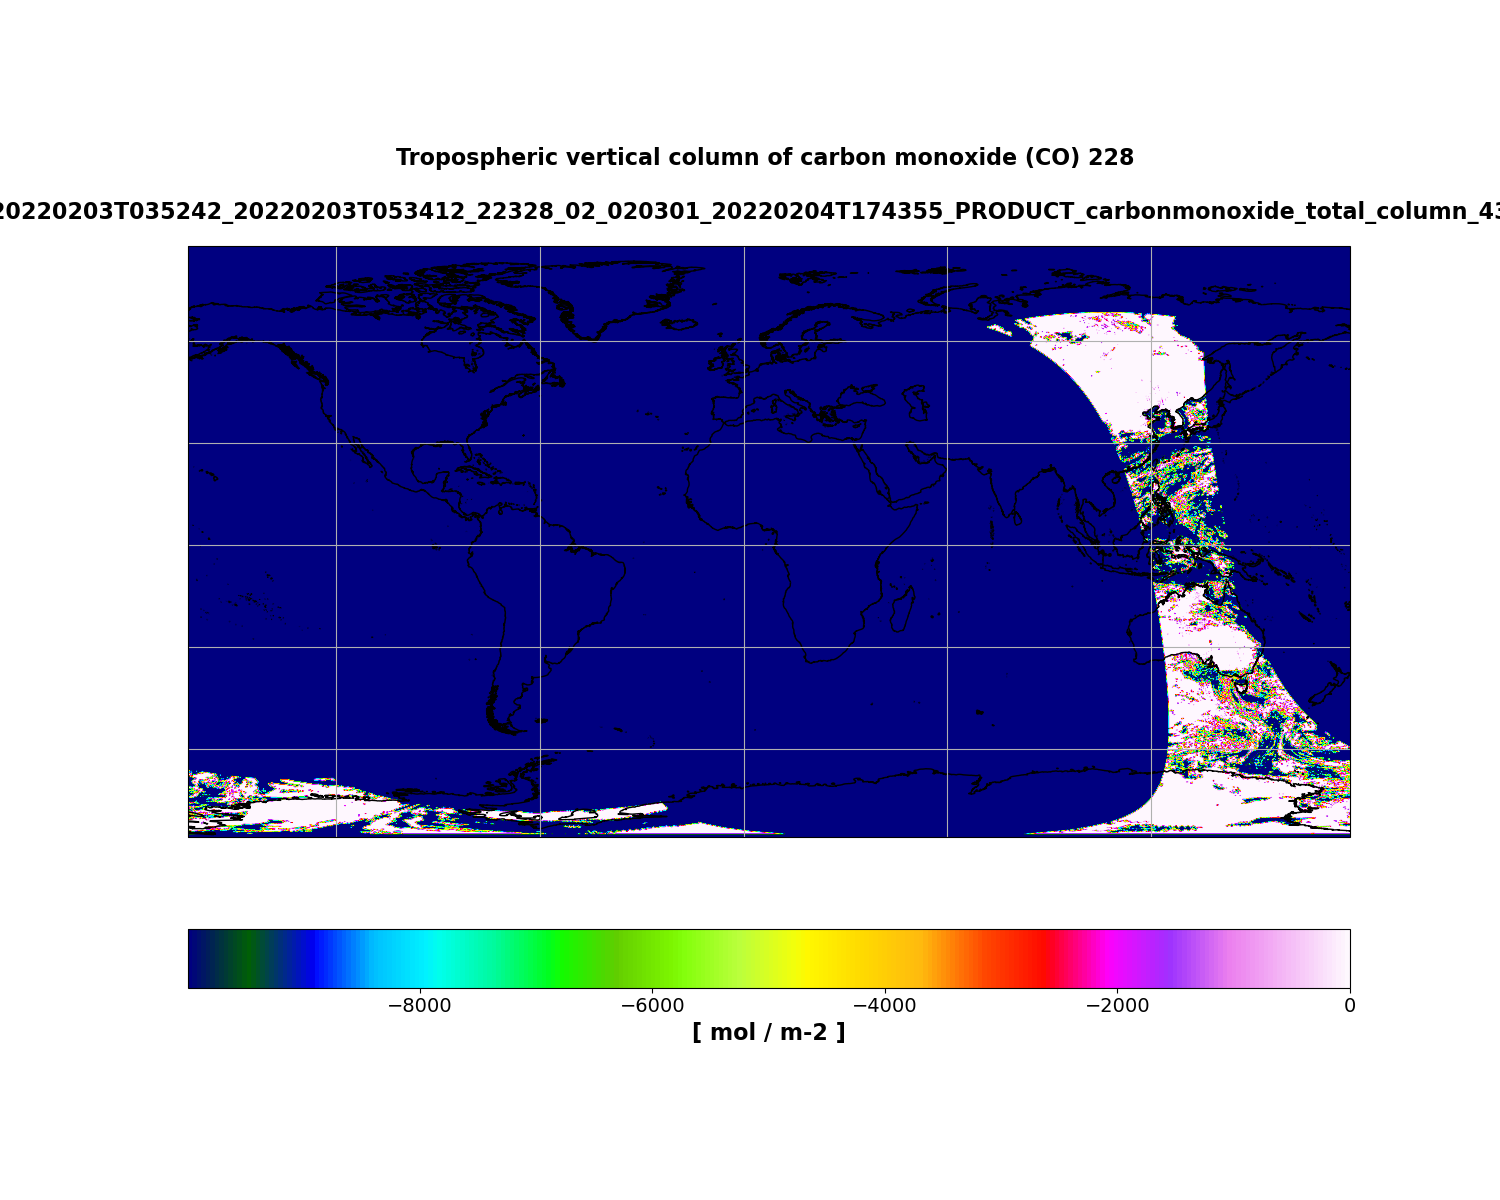 Tropospheric vertical column of carbon monoxide (CO) 228
20220203T035242_20220203T053412_22328_02_020301_20220204T174355_PRODUCT_carbonmonoxide_total_column_43
−8000 −6000 −4000 −2000 0
[ mol / m-2 ]